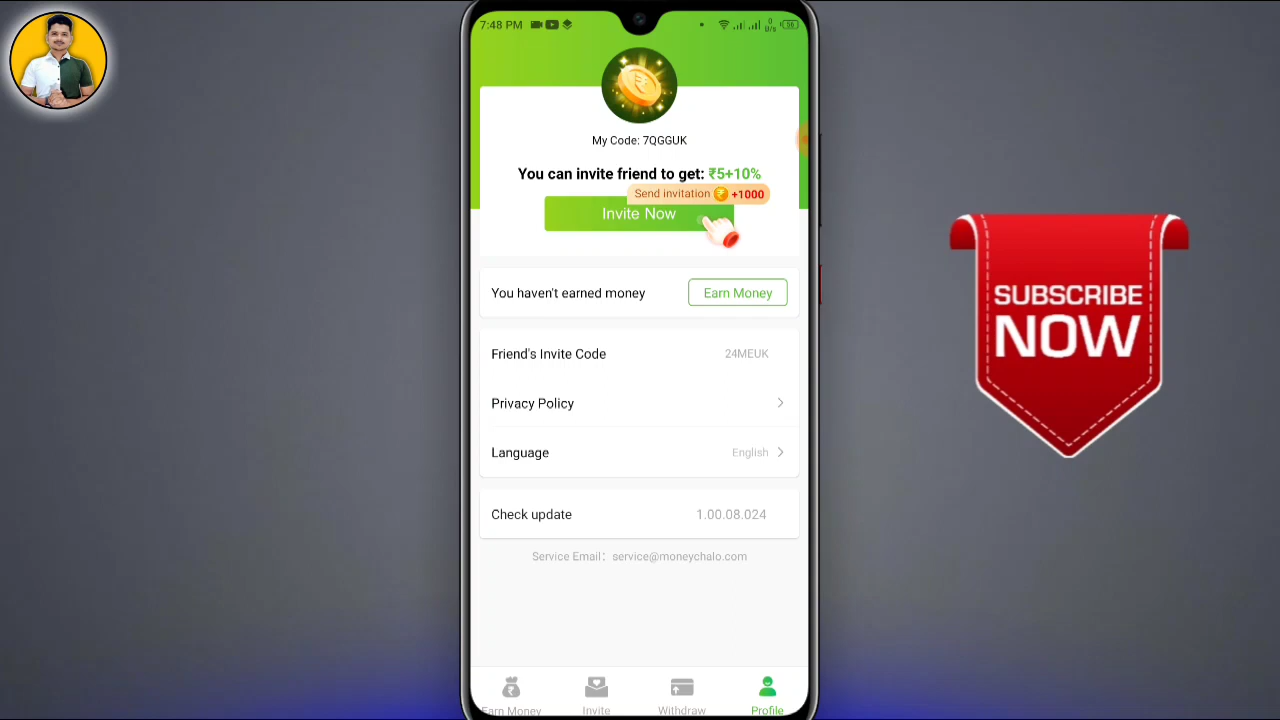 7:48 PM
0
B/s
56
My Code: 7QGGUK
You can invite friend to get: ₹5+10%
Send invitation ₹ +1000
Invite Now
You haven't earned money
Earn Money
Friend's Invite Code 24MEUK
Privacy Policy
Language English
Check update 1.00.08.024
Service Email: service@moneychalo.com
Earn Money Invite Withdraw Profile
SUBSCRIBE
NOW